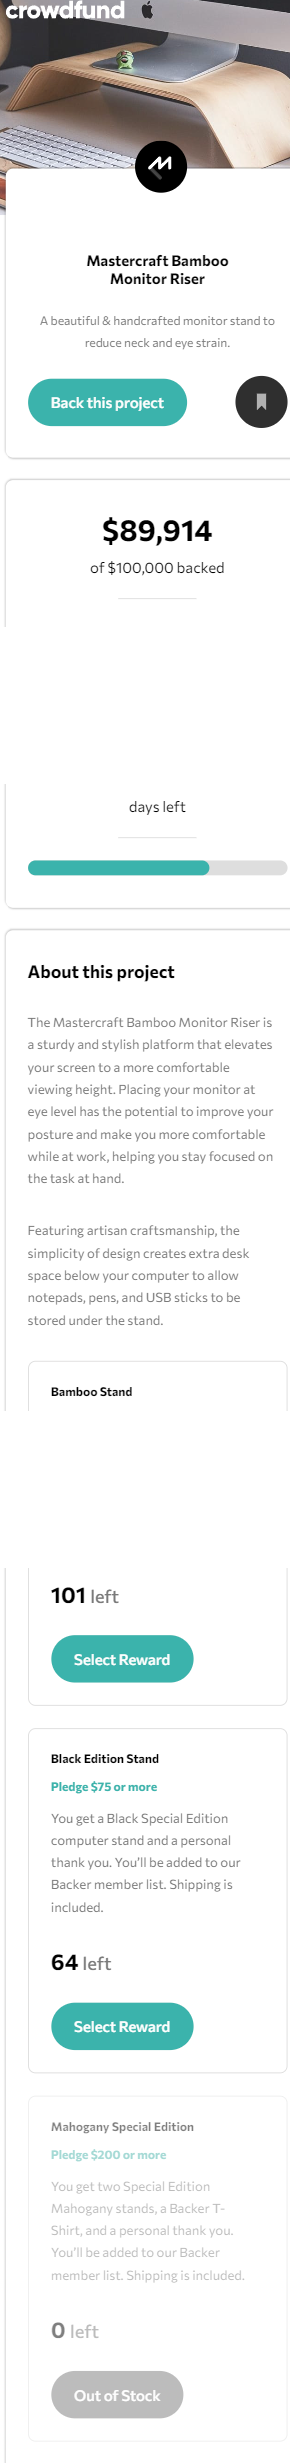 crowdfund
Mastercraft Bamboo
Monitor Riser
A beautiful & handcrafted monitor stand to
reduce neck and eye strain.
Back this project
$89,914
of $100,000 backed
days left
About this project
The Mastercraft Bamboo Monitor Riser is
a sturdy and stylish platform that elevates
your screen to a more comfortable
viewing height. Placing your monitor at
eye level has the potential to improve your
posture and make you more comfortable
while at work, helping you stay focused on
the task at hand.
Featuring artisan craftsmanship, the
simplicity of design creates extra desk
space below your computer to allow
notepads, pens, and USB sticks to be
stored under the stand.
Bamboo Stand
101 left
Select Reward
Black Edition Stand
Pledge $75 or more
You get a Black Special Edition
computer stand and a personal
thank you. You’ll be added to our
Backer member list. Shipping is
included.
64 left
Select Reward
Mahogany Special Edition
Pledge $200 or more
You get two Special Edition
Mahogany stands, a Backer T-
Shirt, and a personal thank you.
You’ll be added to our Backer
member list. Shipping is included.
0 left
Out of Stock